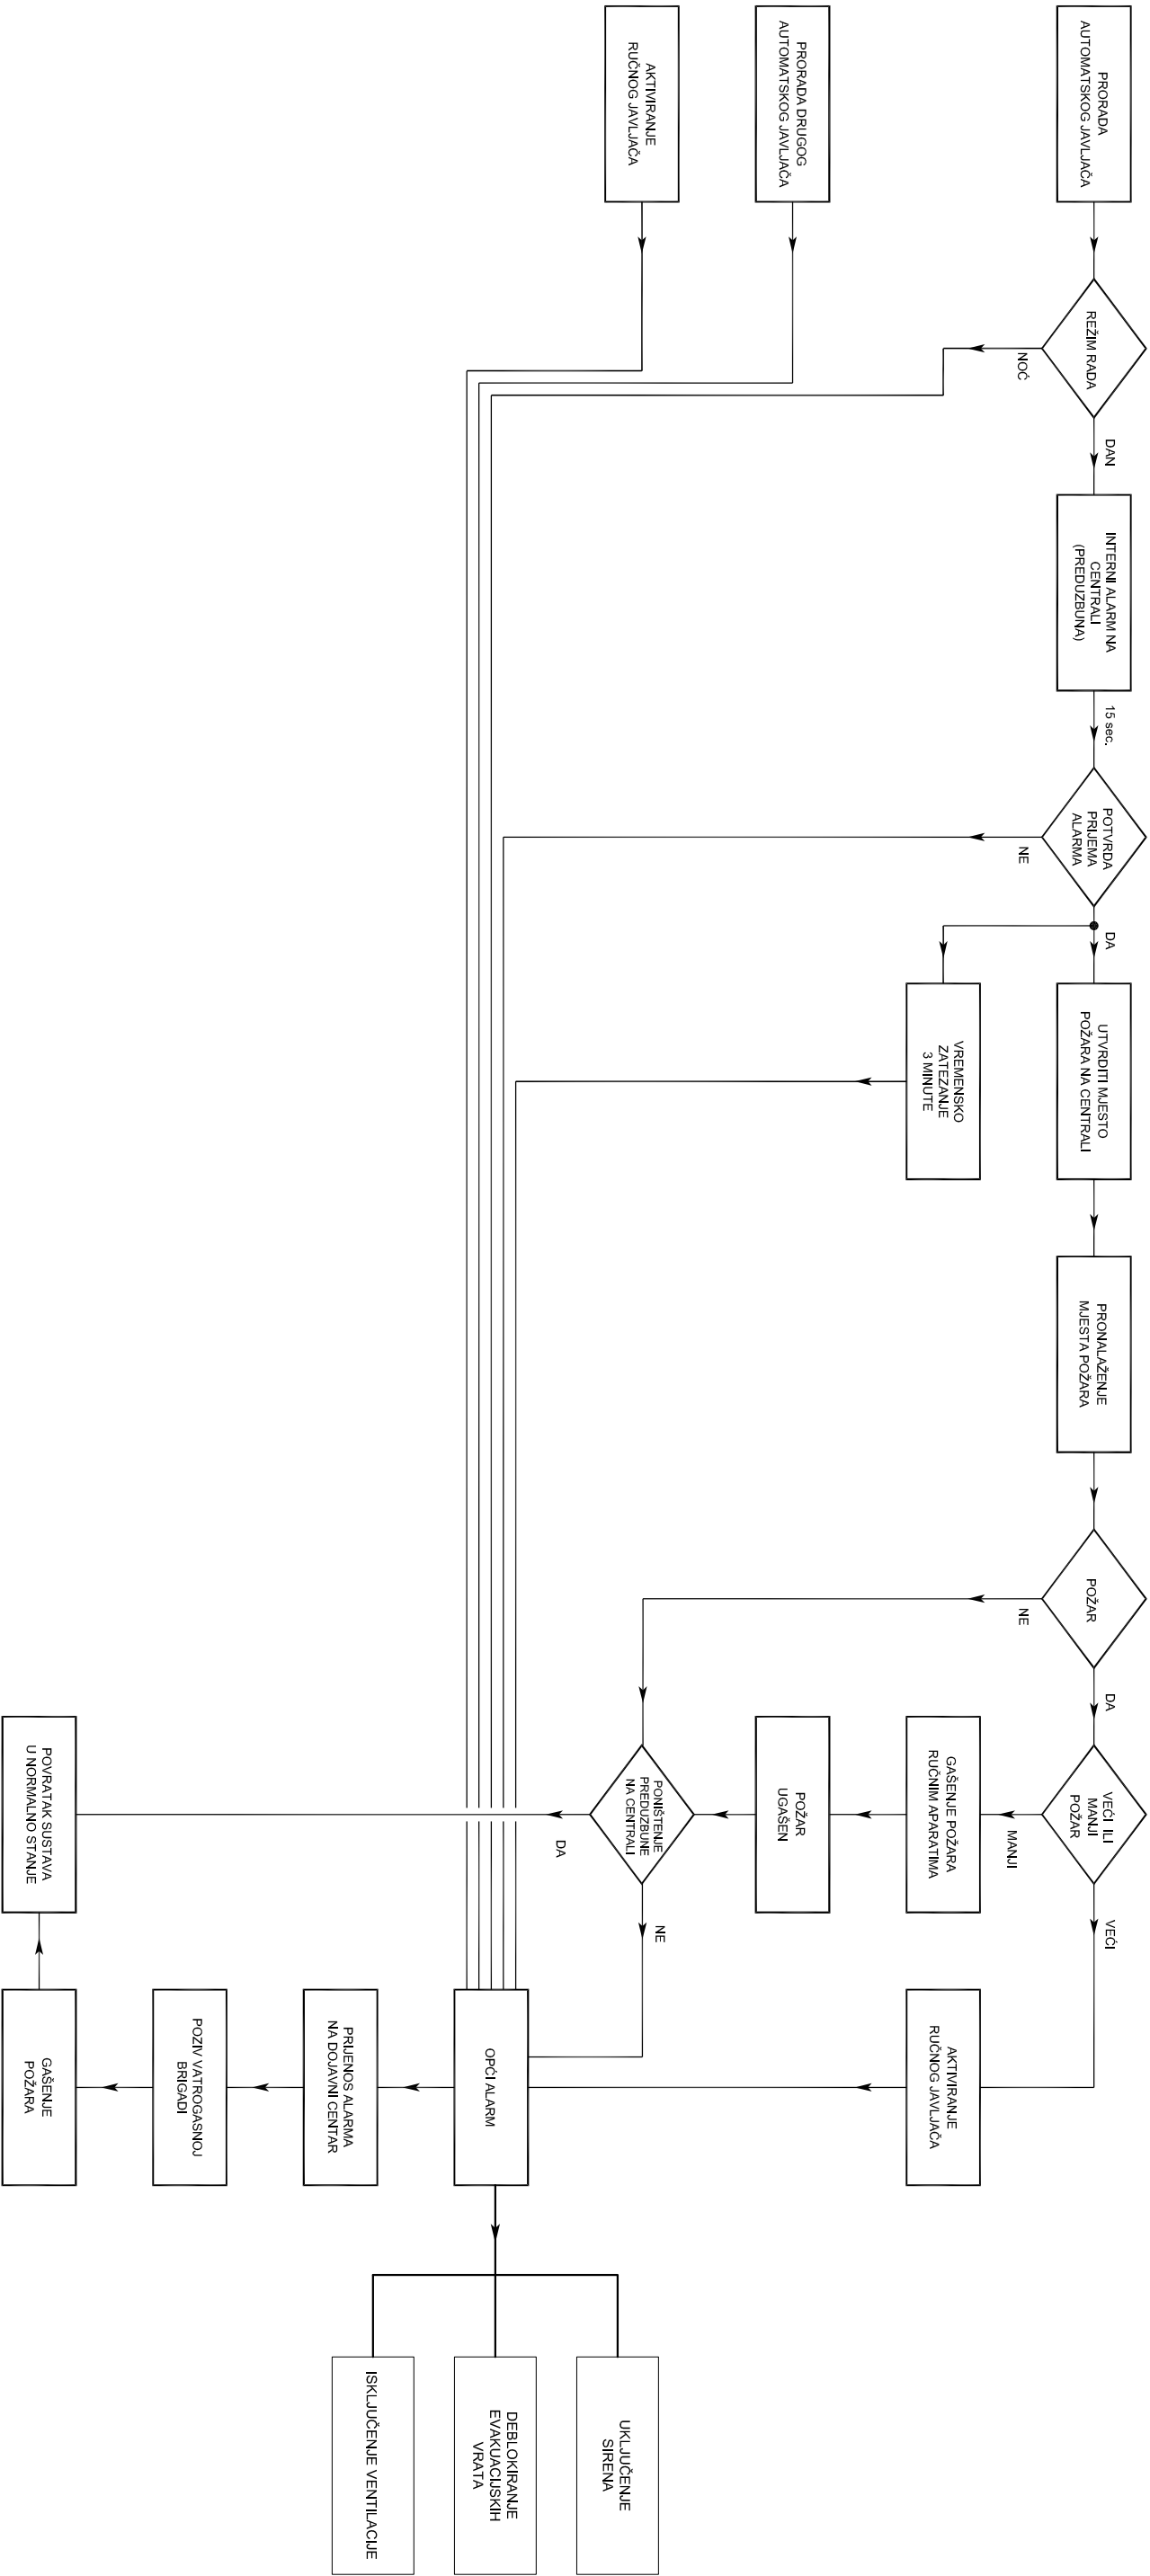 PRORADA
AUTOMATSKOG JAVLJAČA
REŽIM RADA
NOĆ
DAN
INTERNI ALARM NA
CENTRALI
(PREDUZBUNA)
15 sec.
POTVRDA
PRIJEMA
ALARMA
NE
DA
UTVRDITI MJESTO
POŽARA NA CENTRALI
PRONALAŽENJE
MJESTA POŽARA
POŽAR
NE
DA
VEĆI ILI
MANJI
POŽAR
MANJI
VEĆI
VREMENSKO
ZATEZANJE
3 MINUTE
GAŠENJE POŽARA
RUČNIM APARATIMA
AKTIVIRANJE
RUČNOG JAVLJAČA
PRORADA DRUGOG
AUTOMATSKOG JAVLJAČA
POŽAR
UGAŠEN
AKTIVIRANJE
RUČNOG JAVLJAČA
PONIŠTENJE
PREDUZBUNE
NA CENTRALI
NE
DA
UKLJUČENJE
SIRENA
OPĆI ALARM
DEBLOKIRANJE
EVAKUACIJSKIH
VRATA
PRIJENOS ALARMA
NA DOJAVNI CENTAR
ISKLJUČENJE VENTILACIJE
POZIV VATROGASNOJ
BRIGADI
POVRATAK SUSTAVA
U NORMALNO STANJE
GAŠENJE
POŽARA